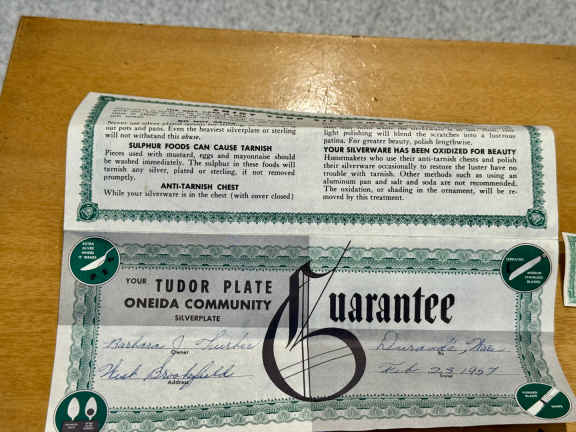 our pots and pans. Even the heaviest silverplate or sterling
will not withstand this abuse.
SULPHUR FOODS CAN CAUSE TARNISH
Pieces used with mustard, eggs and mayonnaise should
be washed immediately. The sulphur in these foods will
tarnish any silver, plated or sterling, if not removed
promptly.
ANTI-TARNISH CHEST
While your silverware is in the chest (with cover closed)
light polishing will blend the scratches into a lustrous
patina. For greater beauty, polish lengthwise.
YOUR SILVERWARE HAS BEEN OXIDIZED FOR BEAUTY
Homemakers who use their anti-tarnish chests and polish
their silverware occasionally to restore the luster have no
trouble with tarnish. Other methods such as using an
aluminum pan and salt and soda are not recommended.
The oxidation, or shading in the ornament, will be re-
moved by this treatment.
EXTRA
SILVER
WHERE
IT WEARS
YOUR TUDOR PLATE
ONEIDA COMMUNITY
SILVERPLATE
Guarantee
Barbara J.
Owner
West Brookfield
Address
Feb 23 1957